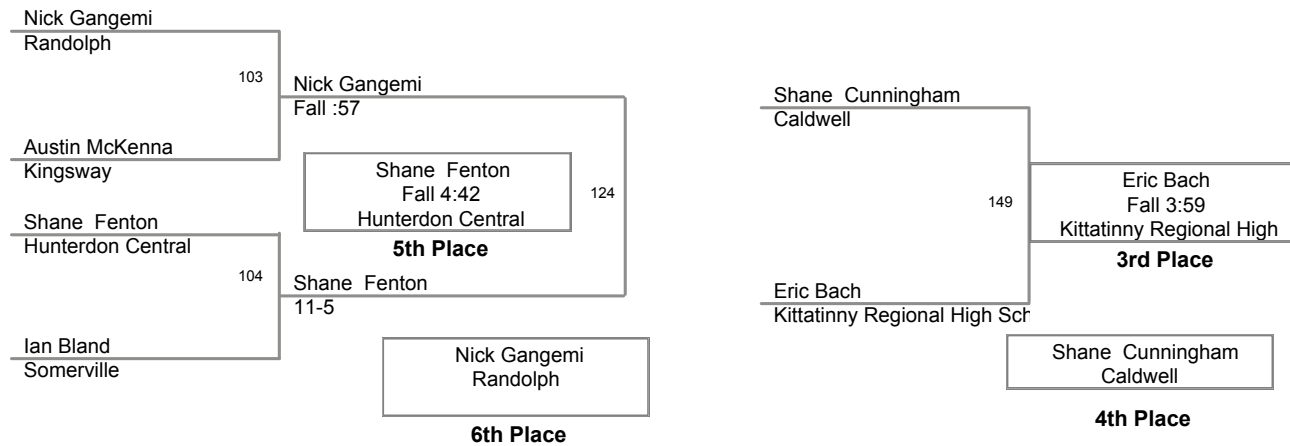 Nick Gangemi
Randolph
103
Nick Gangemi
Fall :57
Austin McKenna
Kingsway
Shane Fenton
Fall 4:42
Hunterdon Central
5th Place
124
Shane Fenton
Hunterdon Central
104
Shane Fenton
11-5
Ian Bland
Somerville
Nick Gangemi
Randolph
6th Place
Shane Cunningham
Caldwell
149
Eric Bach
Fall 3:59
Kittatinny Regional High
3rd Place
Eric Bach
Kittatinny Regional High Sch
Shane Cunningham
Caldwell
4th Place